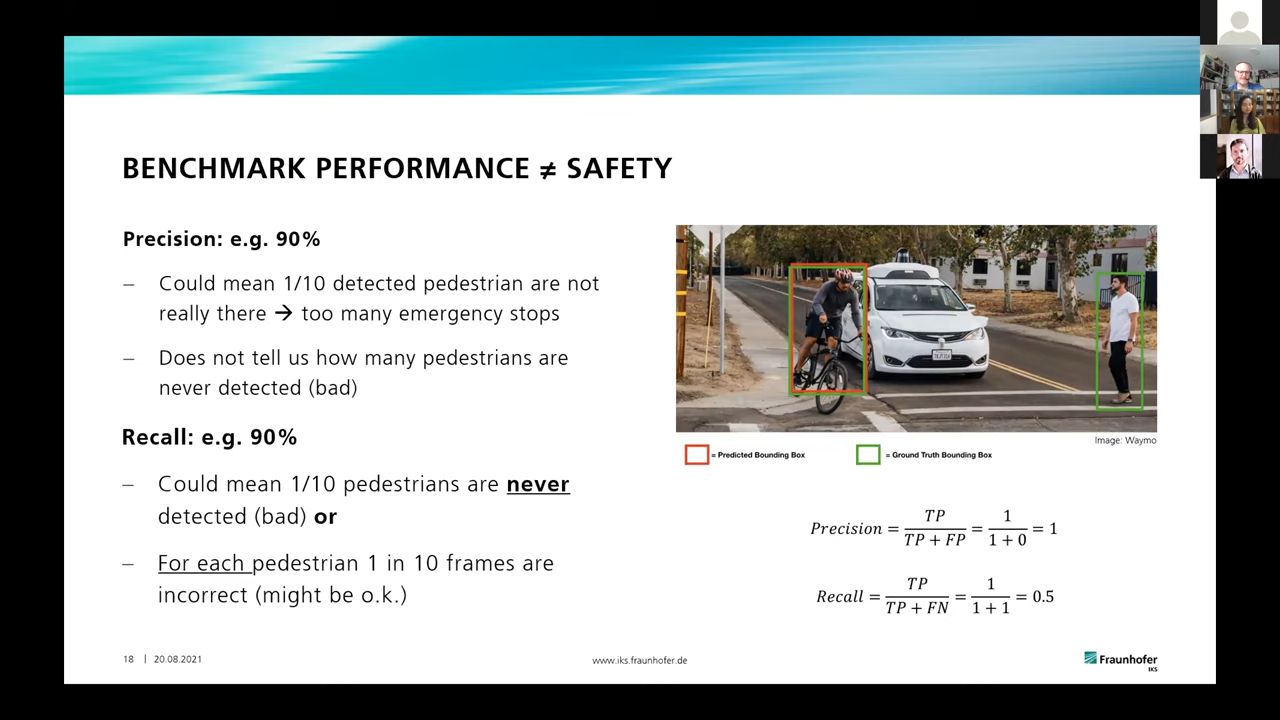 BENCHMARK PERFORMANCE ≠ SAFETY
Precision: e.g. 90%
– Could mean 1/10 detected pedestrian are not
really there → too many emergency stops
– Does not tell us how many pedestrians are
never detected (bad)
Recall: e.g. 90%
– Could mean 1/10 pedestrians are never
detected (bad) or
– For each pedestrian 1 in 10 frames are
incorrect (might be o.k.)
Image: Waymo
= Predicted Bounding Box
= Ground Truth Bounding Box
Precision = TP / (TP + FP) = 1 / (1 + 0) = 1
Recall = TP / (TP + FN) = 1 / (1 + 1) = 0.5
18 | 20.08.2021
www.iks.fraunhofer.de
Fraunhofer
IKS